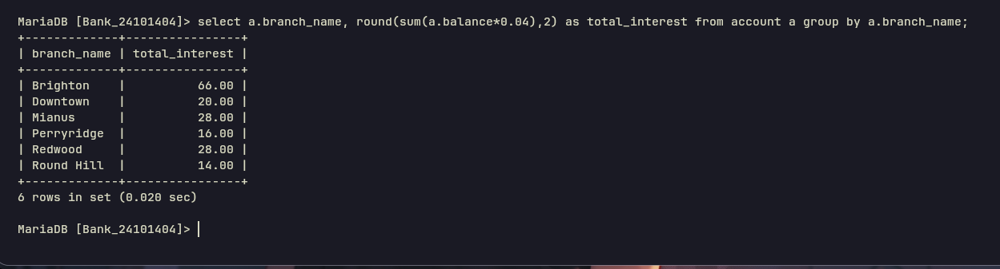 MariaDB [Bank_24101404]> select a.branch_name, round(sum(a.balance*0.04),2) as total_interest from account a group by a.branch_name;
+-------------+----------------+
| branch_name | total_interest |
+-------------+----------------+
| Brighton    |          66.00 |
| Downtown    |          20.00 |
| Mianus      |          28.00 |
| Perryridge  |          16.00 |
| Redwood     |          28.00 |
| Round Hill  |          14.00 |
+-------------+----------------+
6 rows in set (0.020 sec)
MariaDB [Bank_24101404]>